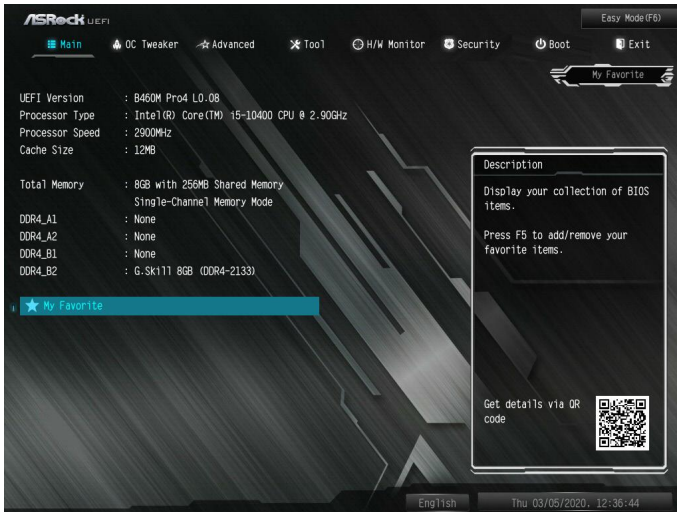 ASRock UEFI
Easy Mode(F6)
Main
OC Tweaker
Advanced
Tool
H/W Monitor
Security
Boot
Exit
My Favorite
UEFI Version : B460M Pro4 L0.08
Processor Type : Intel(R) Core(TM) i5-10400 CPU @ 2.90GHz
Processor Speed : 2900MHz
Cache Size : 12MB
Total Memory : 8GB with 256MB Shared Memory
Single-Channel Memory Mode
DDR4_A1 : None
DDR4_A2 : None
DDR4_B1 : None
DDR4_B2 : G.Skill 8GB (DDR4-2133)
My Favorite
Description
Display your collection of BIOS
items.
Press F5 to add/remove your
favorite items.
Get details via QR
code
English
Thu 03/05/2020. 12:36:44